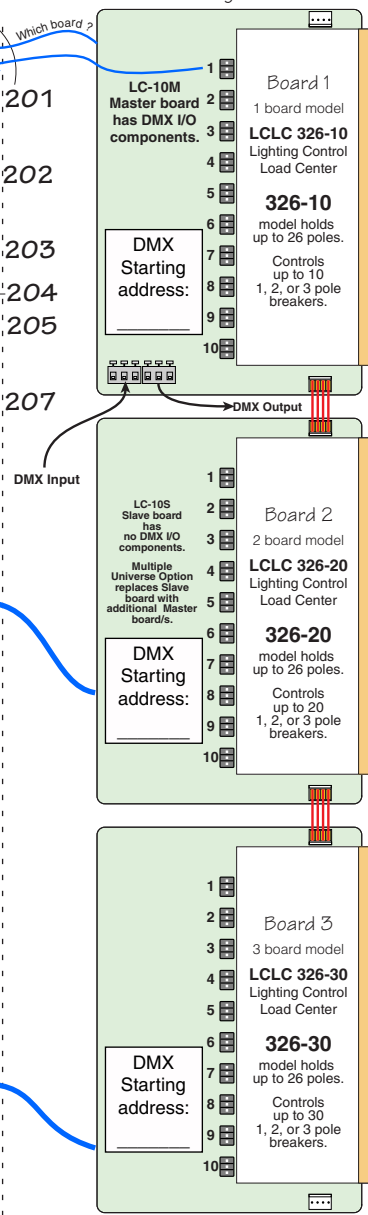 Which board ?
201
202
203
204
205
207
LC-10M
Master board
has DMX I/O
components.
1
2
3
4
5
6
7
8
9
10
DMX
Starting
address:
________
Board 1
1 board model
LCLC 326-10
Lighting Control
Load Center
326-10
model holds
up to 26 poles.
Controls
up to 10
1, 2, or 3 pole
breakers.
DMX Output
DMX Input
LC-10S
Slave board
has
no DMX I/O
components.
Multiple
Universe Option
replaces Slave
board with
additional Master
board/s.
1
2
3
4
5
6
7
8
9
10
DMX
Starting
address:
________
Board 2
2 board model
LCLC 326-20
Lighting Control
Load Center
326-20
model holds
up to 26 poles.
Controls
up to 20
1, 2, or 3 pole
breakers.
1
2
3
4
5
6
7
8
9
10
DMX
Starting
address:
________
Board 3
3 board model
LCLC 326-30
Lighting Control
Load Center
326-30
model holds
up to 26 poles.
Controls
up to 30
1, 2, or 3 pole
breakers.